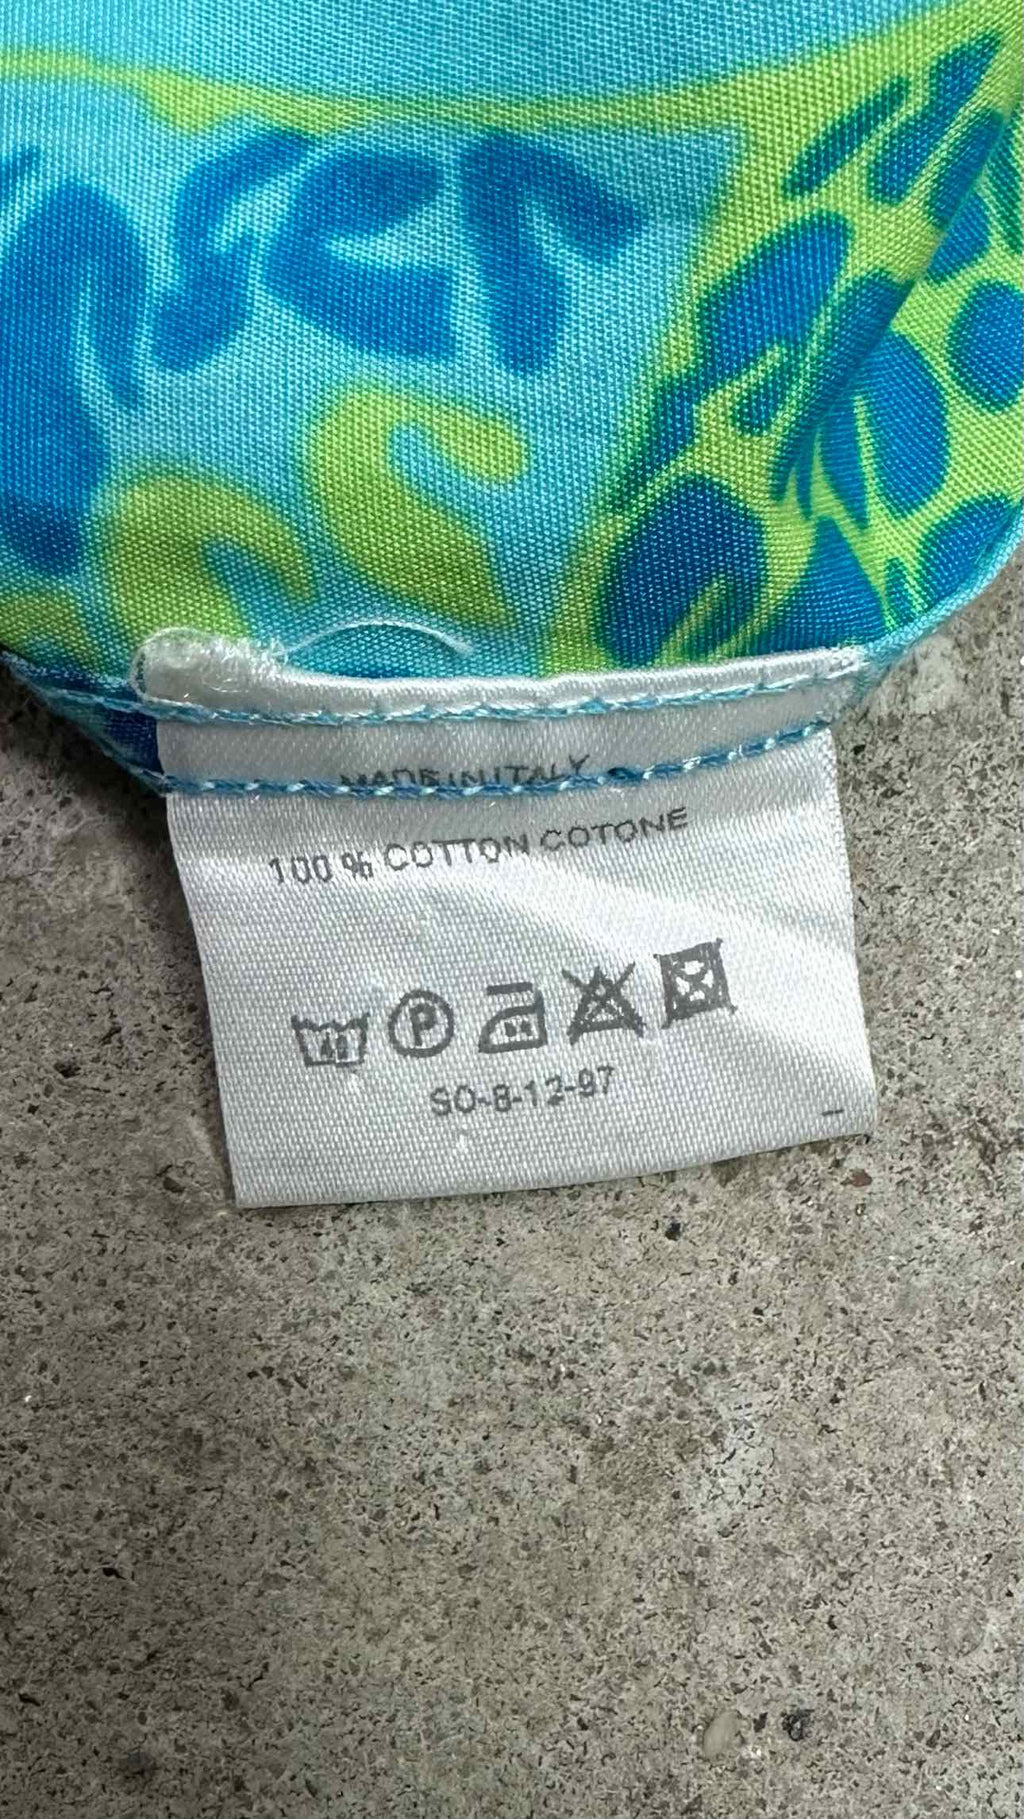 MADE IN ITALY
100 % COTTON COTONE
40 P
SO-8-12-97